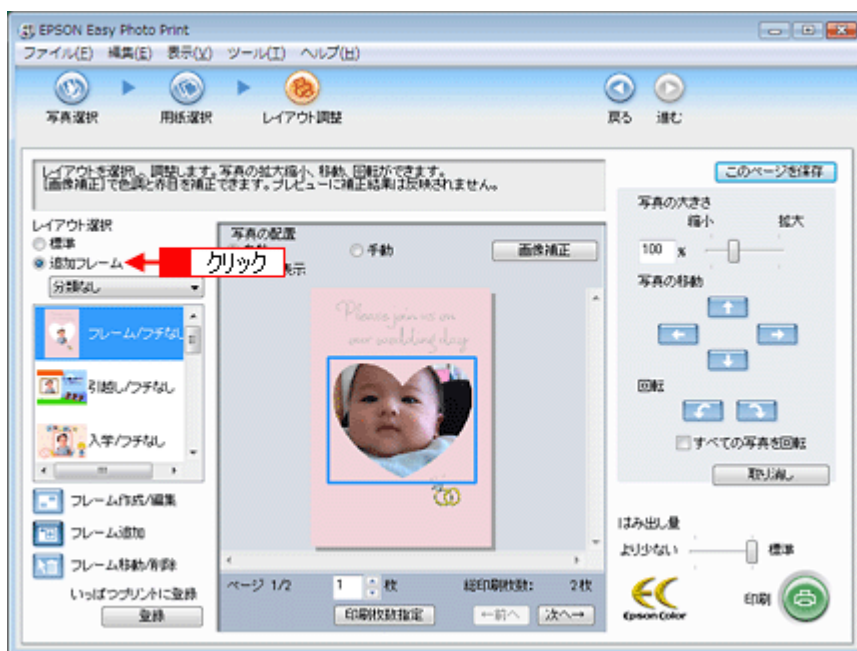 EPSON Easy Photo Print
ファイル(F) 編集(E) 表示(V) ツール(T) ヘルプ(H)
写真選択 用紙選択 レイアウト調整 戻る 進む
レイアウトを選択し、調整します。写真の拡大縮小、移動、回転ができます。
[画像補正]で色調と赤目を補正できます。プレビューに補正結果は反映されません。
このページを保存
レイアウト選択
標準
追加フレーム
クリック
分類なし
フレーム/フチなし
引越し/フチなし
入学/フチなし
フレーム作成/編集
フレーム追加
フレーム移動/削除
いっぱつプリントに登録
登録
写真の配置
手動
画像補正
表示
Please join us on
our wedding day
ページ 1/2
1 枚
総印刷枚数: 2枚
印刷枚数指定
←前へ 次へ→
写真の大きさ
縮小 拡大
100 %
写真の移動
回転
すべての写真を回転
取り消し
はみ出し量
より少ない 標準
Epson Color
印刷